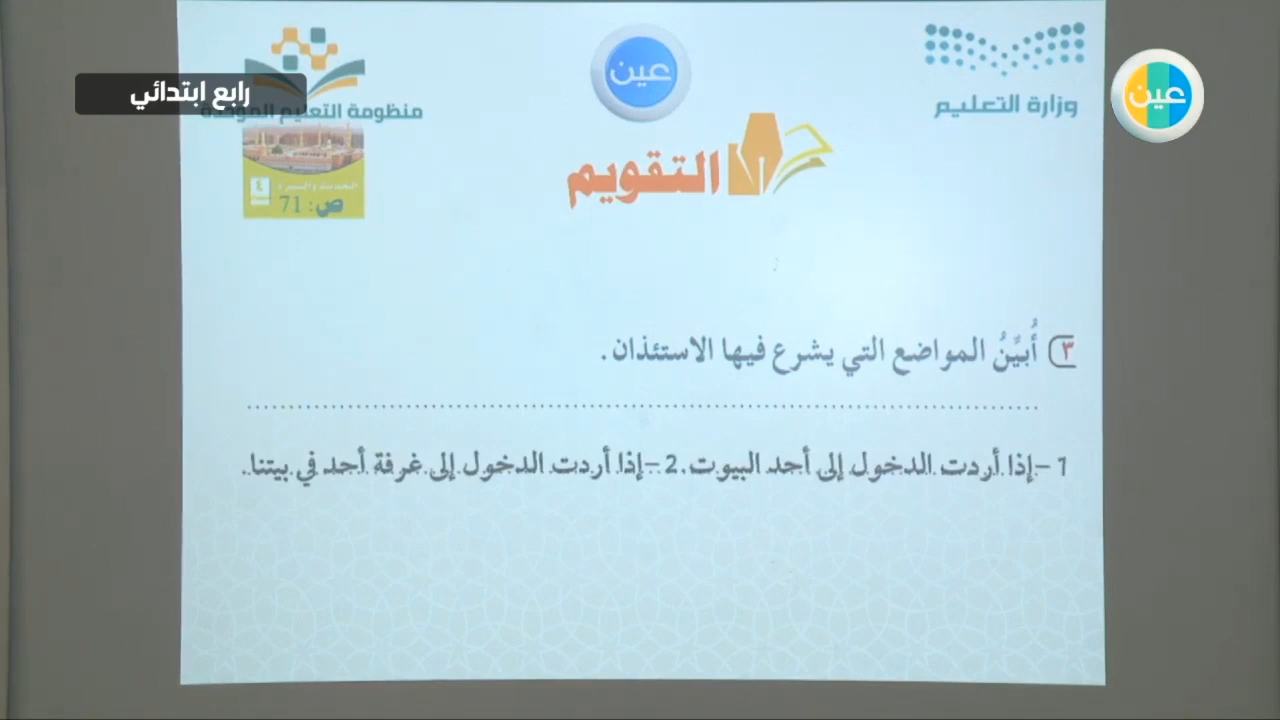 رابع ابتدائي
عين
وزارة التعليم
عين
منظومة التعليم الموحدة
٤
ص: 71
التقويم
٣ أُبيِّنُ المواضع التي يشرع فيها الاستئذان.
1 -إذا أردت الدخول إلى أحد البيوت. 2 -إذا أردت الدخول إلى غرفة أحد في بيتنا.